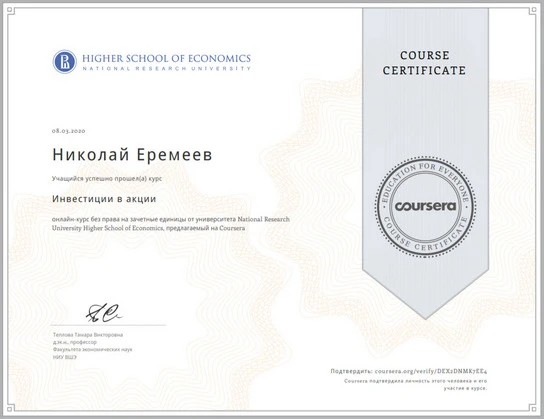 HIGHER SCHOOL OF ECONOMICS
NATIONAL RESEARCH UNIVERSITY
COURSE
CERTIFICATE
08.03.2020
Николай Еремеев
Учащийся успешно прошел(а) курс
Инвестиции в акции
онлайн-курс без права на зачетные единицы от университета National Research
University Higher School of Economics, предлагаемый на Coursera
EDUCATION FOR EVERYONE
coursera
COURSE CERTIFICATE
Теплова Тамара Викторовна
д.э.н., профессор
Факультета экономических наук
НИУ ВШЭ
Подтвердить: coursera.org/verify/
Coursera подтвердила личность этого человека и его
участие в курсе.